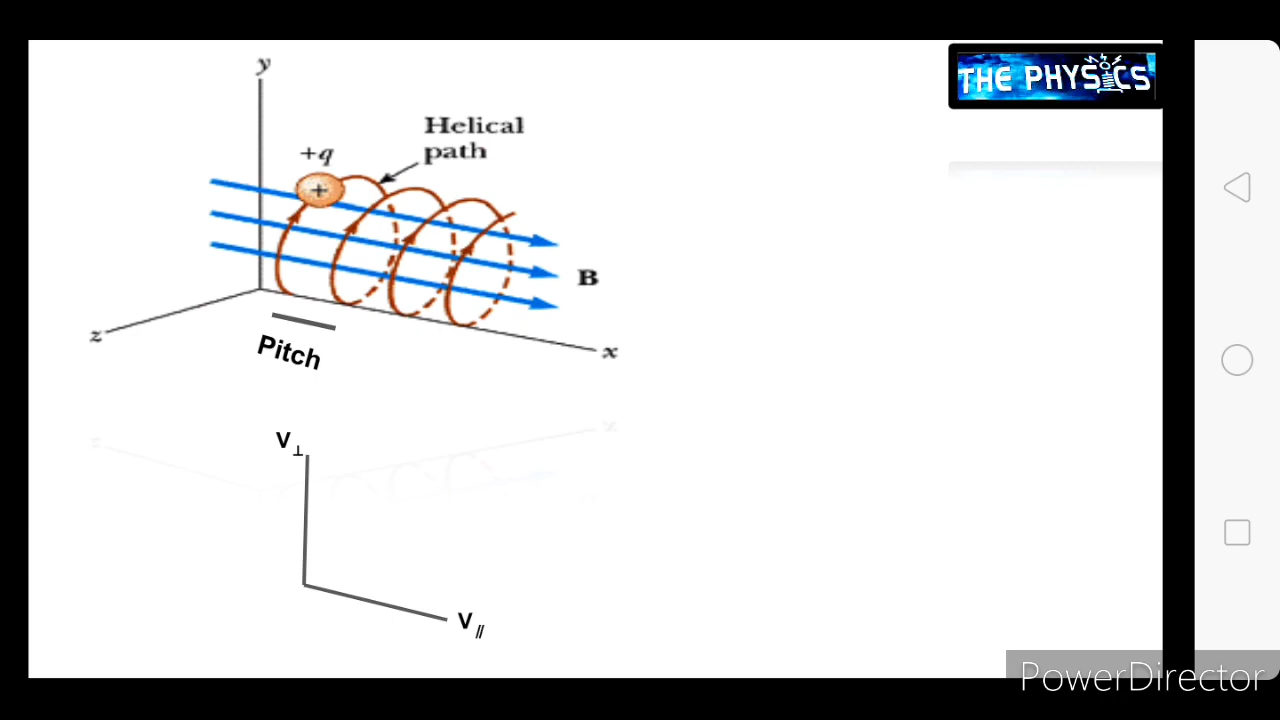 THE PHYSICS
y
Helical
path
+q
+
B
z
x
Pitch
V⊥
V∥
PowerDirector